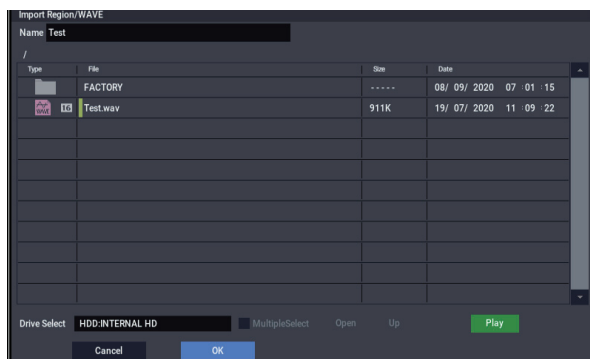 Import Region/WAVE
Name Test
/
Type File Size Date
FACTORY ----- 08/ 09/ 2020 07 :01 :15
WAVE 16 Test.wav 911K 19/ 07/ 2020 11 :09 :22
Drive Select HDD:INTERNAL HD MultipleSelect Open Up Play
Cancel OK